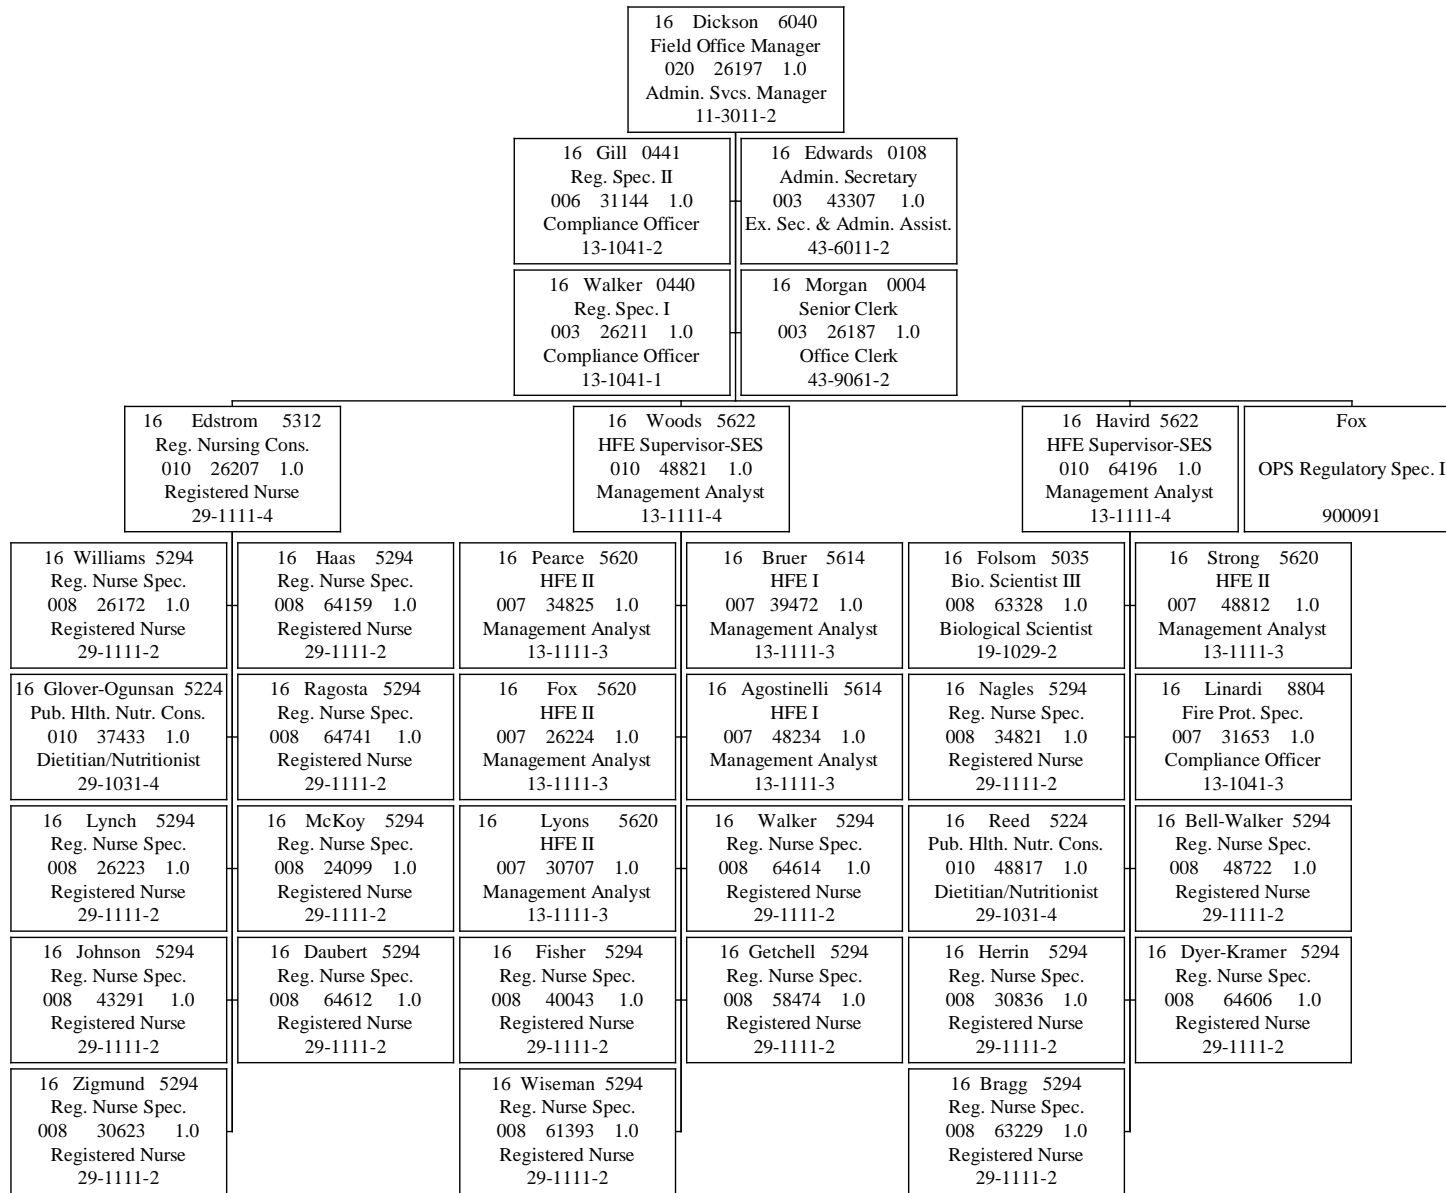 16 Dickson 6040
Field Office Manager
020 26197 1.0
Admin. Svcs. Manager
11-3011-2
16 Gill 0441
Reg. Spec. II
006 31144 1.0
Compliance Officer
13-1041-2
16 Edwards 0108
Admin. Secretary
003 43307 1.0
Ex. Sec. & Admin. Assist.
43-6011-2
16 Walker 0440
Reg. Spec. I
003 26211 1.0
Compliance Officer
13-1041-1
16 Morgan 0004
Senior Clerk
003 26187 1.0
Office Clerk
43-9061-2
16 Edstrom 5312
Reg. Nursing Cons.
010 26207 1.0
Registered Nurse
29-1111-4
16 Woods 5622
HFE Supervisor-SES
010 48821 1.0
Management Analyst
13-1111-4
16 Havird 5622
HFE Supervisor-SES
010 64196 1.0
Management Analyst
13-1111-4
Fox
OPS Regulatory Spec. I
900091
16 Williams 5294
Reg. Nurse Spec.
008 26172 1.0
Registered Nurse
29-1111-2
16 Haas 5294
Reg. Nurse Spec.
008 64159 1.0
Registered Nurse
29-1111-2
16 Pearce 5620
HFE II
007 34825 1.0
Management Analyst
13-1111-3
16 Bruer 5614
HFE I
007 39472 1.0
Management Analyst
13-1111-3
16 Folsom 5035
Bio. Scientist III
008 63328 1.0
Biological Scientist
19-1029-2
16 Strong 5620
HFE II
007 48812 1.0
Management Analyst
13-1111-3
16 Glover-Ogunsan 5224
Pub. Hlth. Nutr. Cons.
010 37433 1.0
Dietitian/Nutritionist
29-1031-4
16 Ragosta 5294
Reg. Nurse Spec.
008 64741 1.0
Registered Nurse
29-1111-2
16 Fox 5620
HFE II
007 26224 1.0
Management Analyst
13-1111-3
16 Agostinelli 5614
HFE I
007 48234 1.0
Management Analyst
13-1111-3
16 Nagles 5294
Reg. Nurse Spec.
008 34821 1.0
Registered Nurse
29-1111-2
16 Linardi 8804
Fire Prot. Spec.
007 31653 1.0
Compliance Officer
13-1041-3
16 Lynch 5294
Reg. Nurse Spec.
008 26223 1.0
Registered Nurse
29-1111-2
16 McKoy 5294
Reg. Nurse Spec.
008 24099 1.0
Registered Nurse
29-1111-2
16 Lyons 5620
HFE II
007 30707 1.0
Management Analyst
13-1111-3
16 Walker 5294
Reg. Nurse Spec.
008 64614 1.0
Registered Nurse
29-1111-2
16 Reed 5224
Pub. Hlth. Nutr. Cons.
010 48817 1.0
Dietitian/Nutritionist
29-1031-4
16 Bell-Walker 5294
Reg. Nurse Spec.
008 48722 1.0
Registered Nurse
29-1111-2
16 Johnson 5294
Reg. Nurse Spec.
008 43291 1.0
Registered Nurse
29-1111-2
16 Daubert 5294
Reg. Nurse Spec.
008 64612 1.0
Registered Nurse
29-1111-2
16 Fisher 5294
Reg. Nurse Spec.
008 40043 1.0
Registered Nurse
29-1111-2
16 Getchell 5294
Reg. Nurse Spec.
008 58474 1.0
Registered Nurse
29-1111-2
16 Herrin 5294
Reg. Nurse Spec.
008 30836 1.0
Registered Nurse
29-1111-2
16 Dyer-Kramer 5294
Reg. Nurse Spec.
008 64606 1.0
Registered Nurse
29-1111-2
16 Zigmund 5294
Reg. Nurse Spec.
008 30623 1.0
Registered Nurse
29-1111-2
16 Wiseman 5294
Reg. Nurse Spec.
008 61393 1.0
Registered Nurse
29-1111-2
16 Bragg 5294
Reg. Nurse Spec.
008 63229 1.0
Registered Nurse
29-1111-2